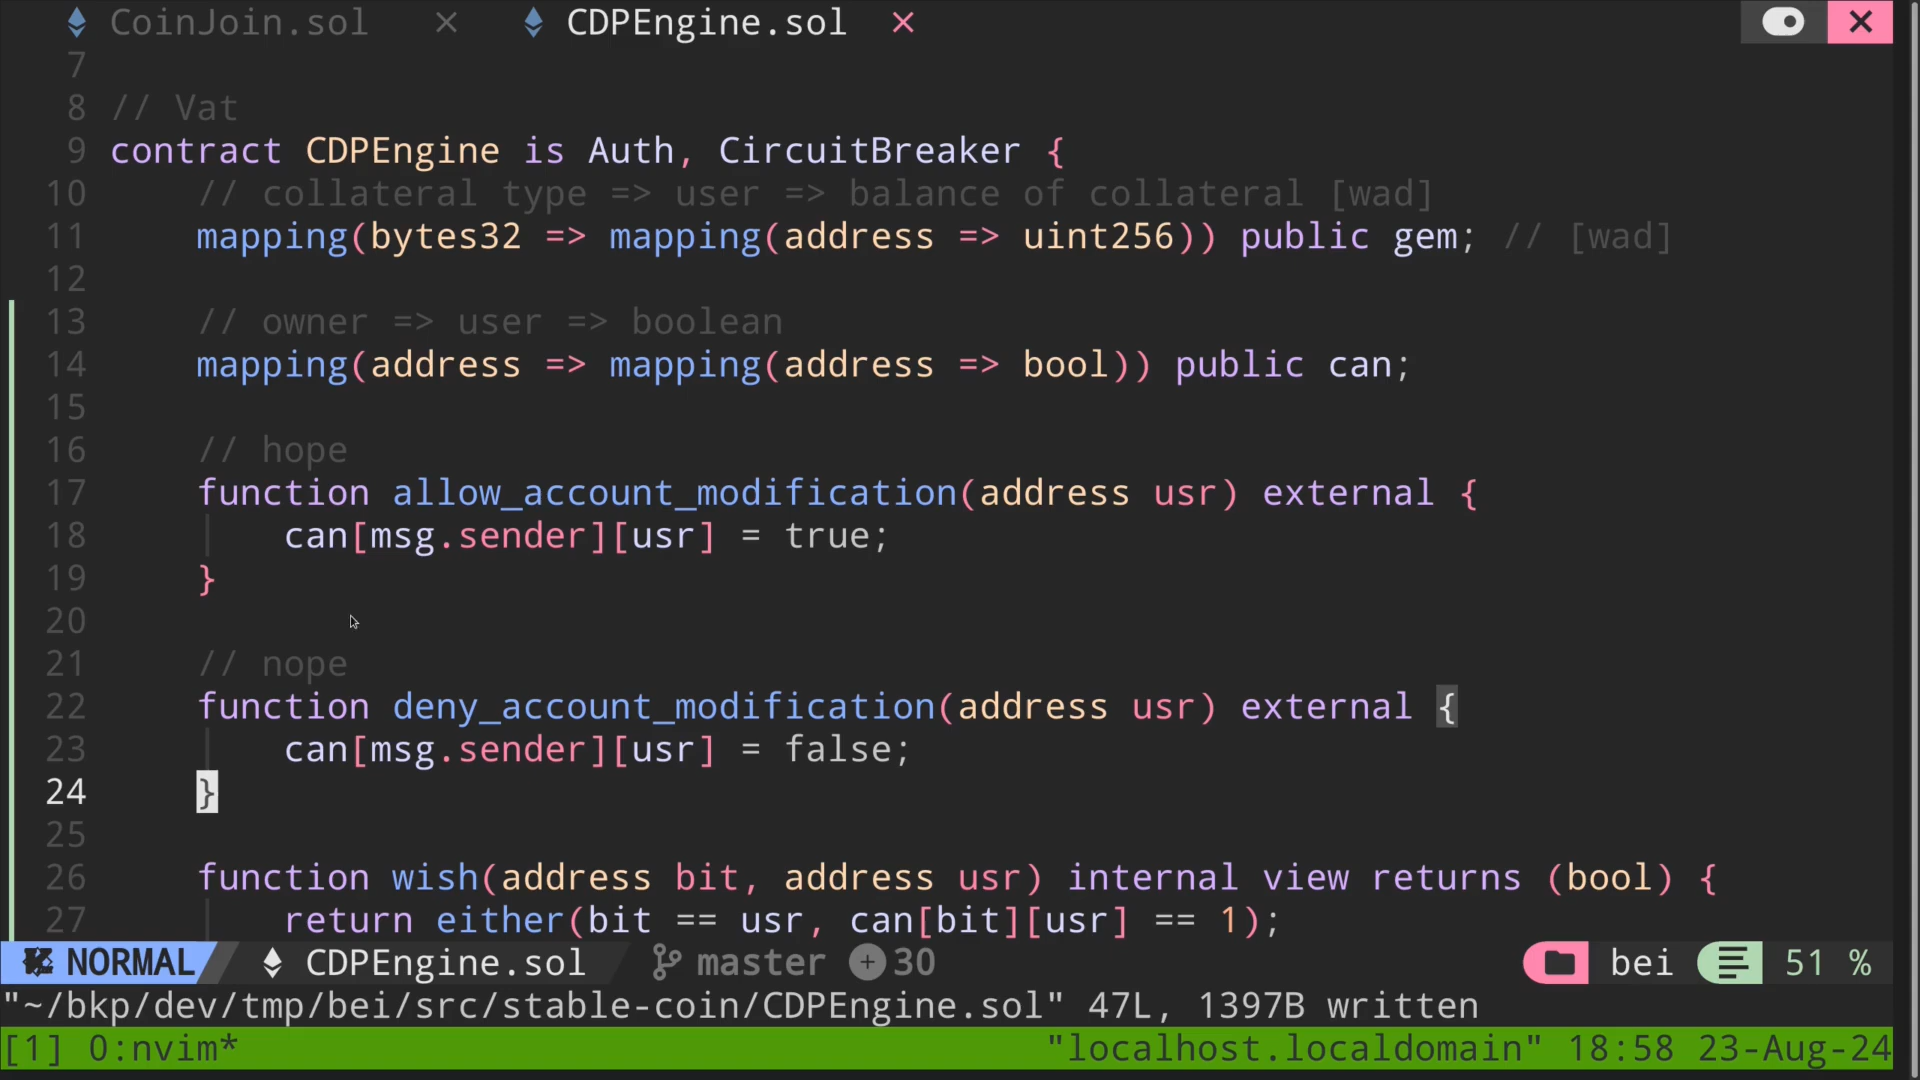 CoinJoin.sol × CDPEngine.sol ×
7
8 // Vat
9 contract CDPEngine is Auth, CircuitBreaker {
10 // collateral type => user => balance of collateral [wad]
11 mapping(bytes32 => mapping(address => uint256)) public gem; // [wad]
12
13 // owner => user => boolean
14 mapping(address => mapping(address => bool)) public can;
15
16 // hope
17 function allow_account_modification(address usr) external {
18 can[msg.sender][usr] = true;
19 }
20
21 // nope
22 function deny_account_modification(address usr) external {
23 can[msg.sender][usr] = false;
24 }
25
26 function wish(address bit, address usr) internal view returns (bool) {
27 return either(bit == usr, can[bit][usr] == 1);
NORMAL CDPEngine.sol master + 30 bei 51 %
"~/bkp/dev/tmp/bei/src/stable-coin/CDPEngine.sol" 47L, 1397B written
[1] 0:nvim* "localhost.localdomain" 18:58 23-Aug-24